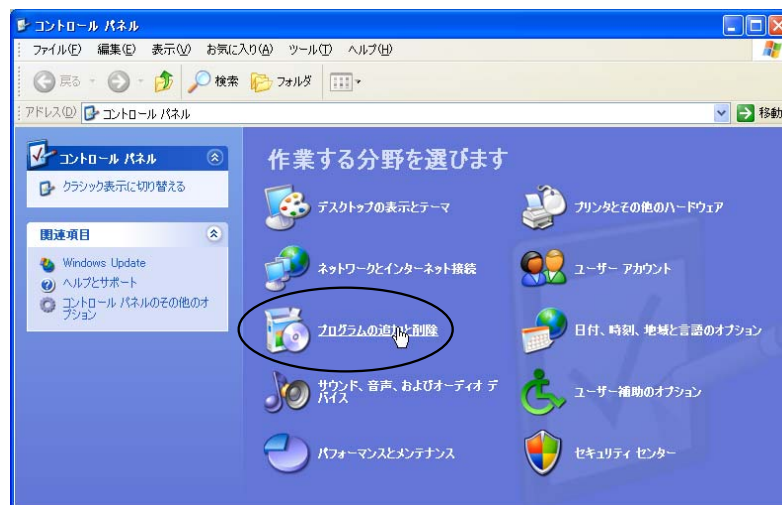 コントロール パネル
ファイル(F) 編集(E) 表示(V) お気に入り(A) ツール(T) ヘルプ(H)
戻る 検索 フォルダ
アドレス(D) コントロール パネル 移動
コントロール パネル
クラシック表示に切り替える
関連項目
Windows Update
ヘルプとサポート
コントロール パネルのその他のオ
プション
作業する分野を選びます
デスクトップの表示とテーマ
プリンタとその他のハードウェア
ネットワークとインターネット接続
ユーザー アカウント
プログラムの追加と削除
日付、時刻、地域と言語のオプション
サウンド、音声、およびオーディオ デ
バイス
ユーザー補助のオプション
パフォーマンスとメンテナンス
セキュリティ センター